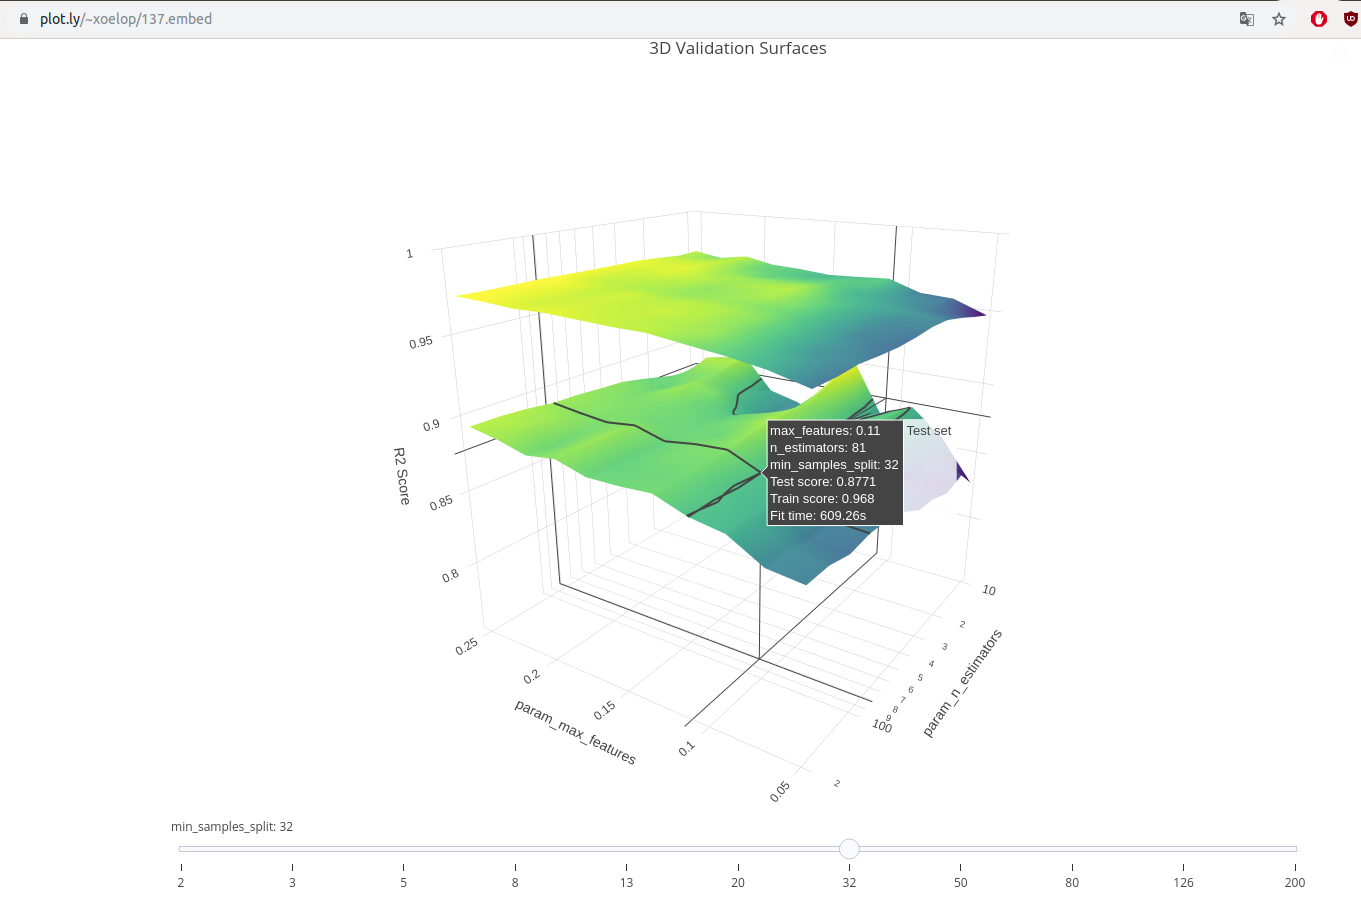 plot.ly/~xoelop/137.embed
3D Validation Surfaces
1
0.95
0.9
0.85
0.8
R2 Score
max_features: 0.11
n_estimators: 81
min_samples_split: 32
Test score: 0.8771
Train score: 0.968
Fit time: 609.26s
Test set
0.25
0.2
0.15
0.1
0.05
param_max_features
10
2
3
4
5
6
7
8
9
100
2
param_n_estimators
min_samples_split: 32
2 3 5 8 13 20 32 50 80 126 200